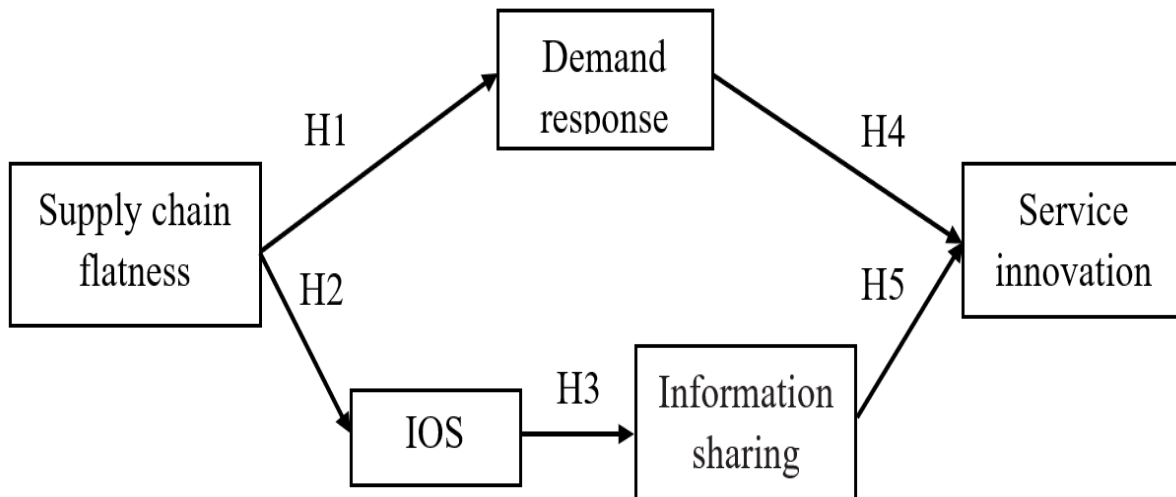 Demand
response
H1
H4
Supply chain
flatness
Service
innovation
H2
H5
IOS
H3
Information
sharing